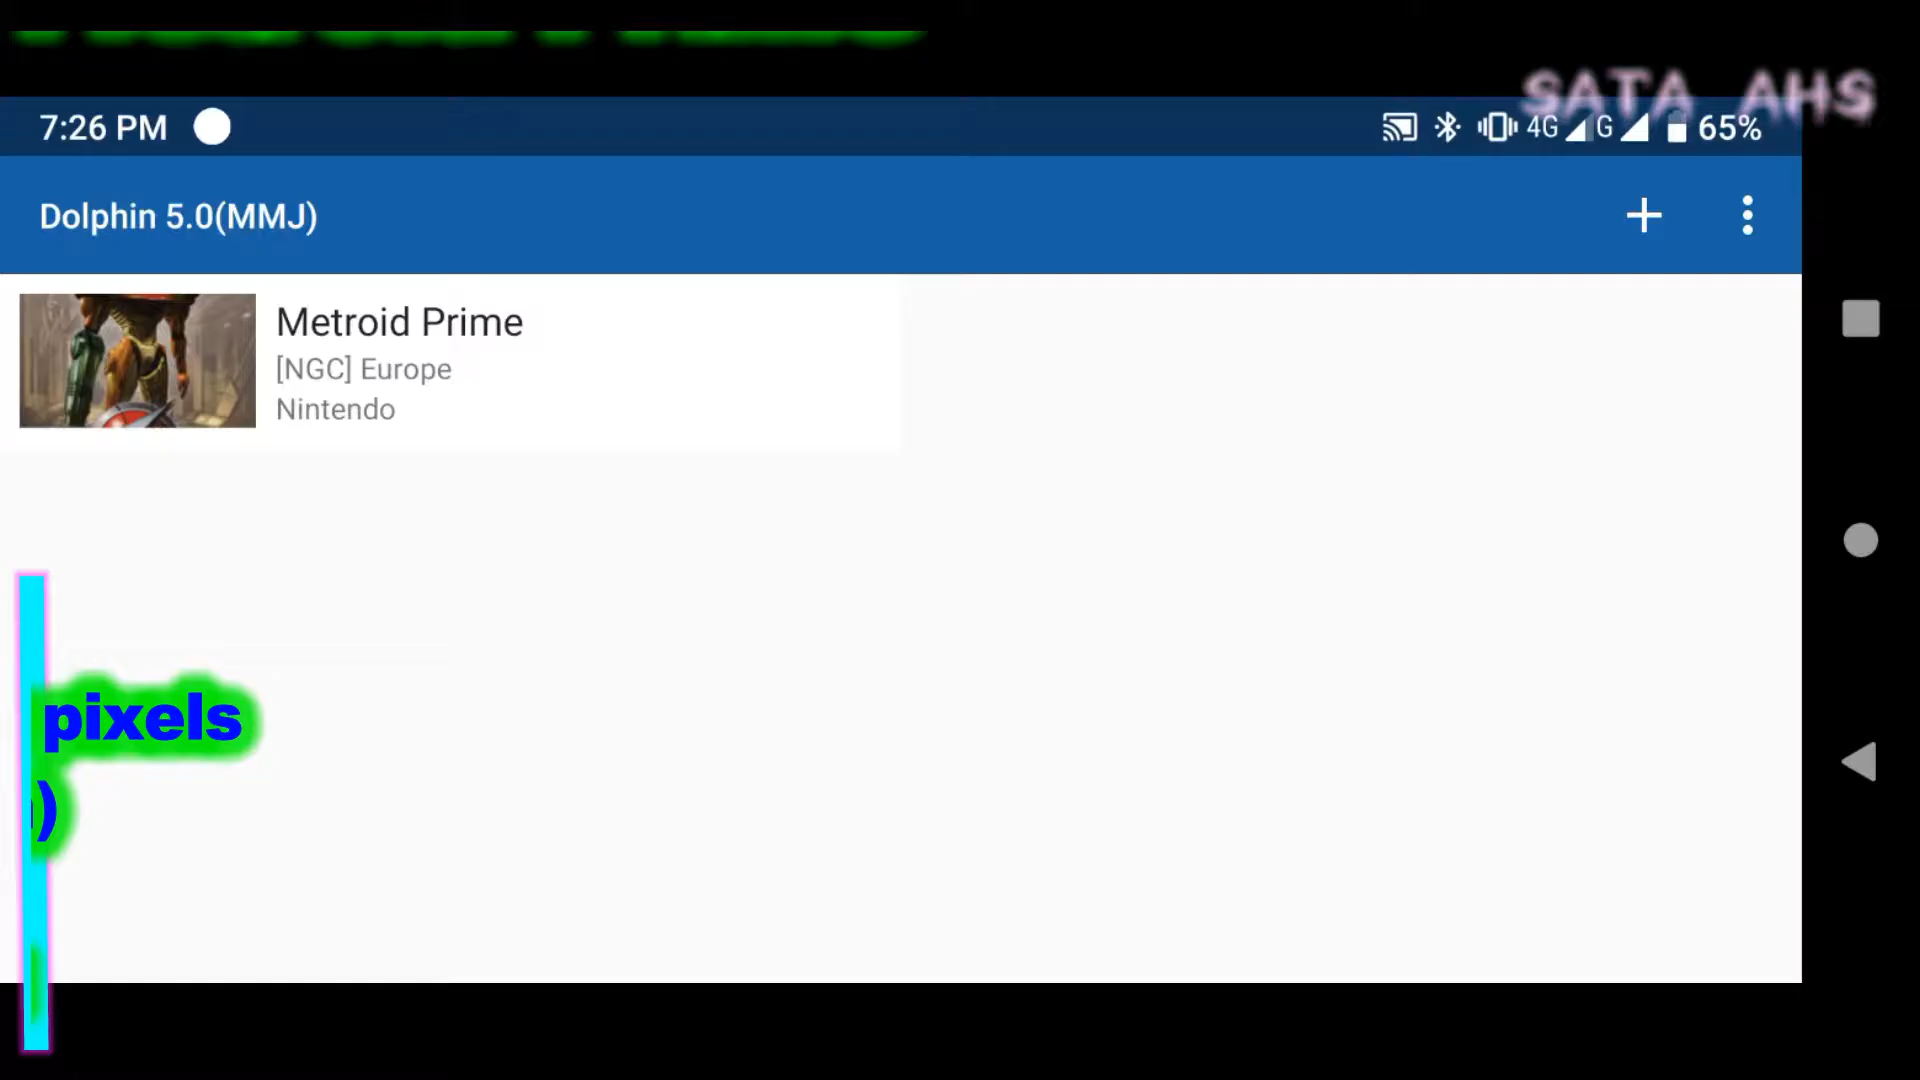 SATA AHS
7:26 PM
4G
G
65%
Dolphin 5.0(MMJ)
Metroid Prime
[NGC] Europe
Nintendo
pixels
)